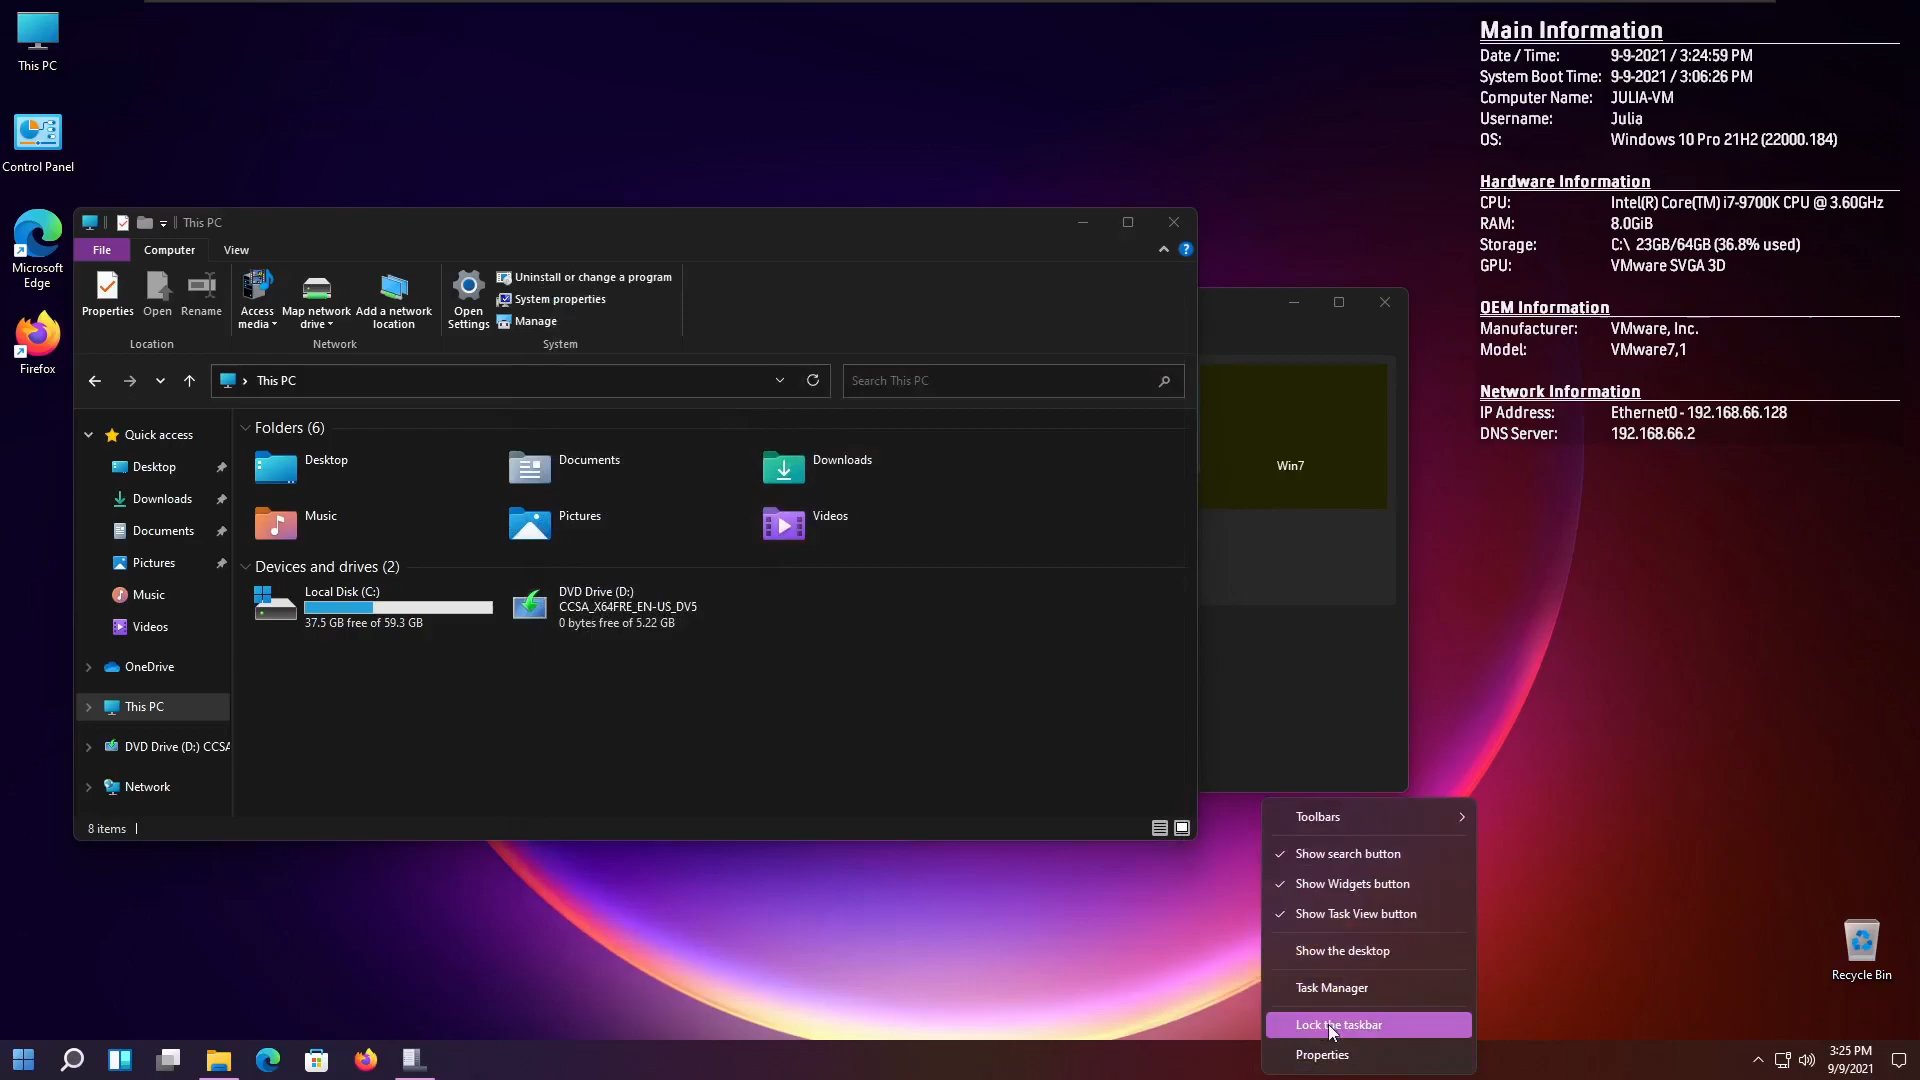 This PC
Control Panel
Microsoft
Edge
Firefox
Main Information
Date / Time: 9-9-2021 / 3:24:59 PM
System Boot Time: 9-9-2021 / 3:06:26 PM
Computer Name: JULIA-VM
Username: Julia
OS: Windows 10 Pro 21H2 (22000.184)
Hardware Information
CPU: Intel(R) Core(TM) i7-9700K CPU @ 3.60GHz
RAM: 8.0GiB
Storage: C:\ 23GB/64GB (36.8% used)
GPU: VMware SVGA 3D
OEM Information
Manufacturer: VMware, Inc.
Model: VMware7,1
Network Information
IP Address: Ethernet0 - 192.168.66.128
DNS Server: 192.168.66.2
This PC
File Computer View
Properties
Open
Rename
Location
Access
media
Map network
drive
Add a network
location
Network
Open
Settings
Uninstall or change a program
System properties
Manage
System
This PC
Search This PC
Quick access
Desktop
Downloads
Documents
Pictures
Music
Videos
OneDrive
This PC
DVD Drive (D:) CCSA
Network
Folders (6)
Desktop
Documents
Downloads
Music
Pictures
Videos
Devices and drives (2)
Local Disk (C:)
37.5 GB free of 59.3 GB
DVD Drive (D:)
CCSA_X64FRE_EN-US_DV5
0 bytes free of 5.22 GB
8 items
Win7
Toolbars
Show search button
Show Widgets button
Show Task View button
Show the desktop
Task Manager
Lock the taskbar
Properties
Recycle Bin
3:25 PM
9/9/2021